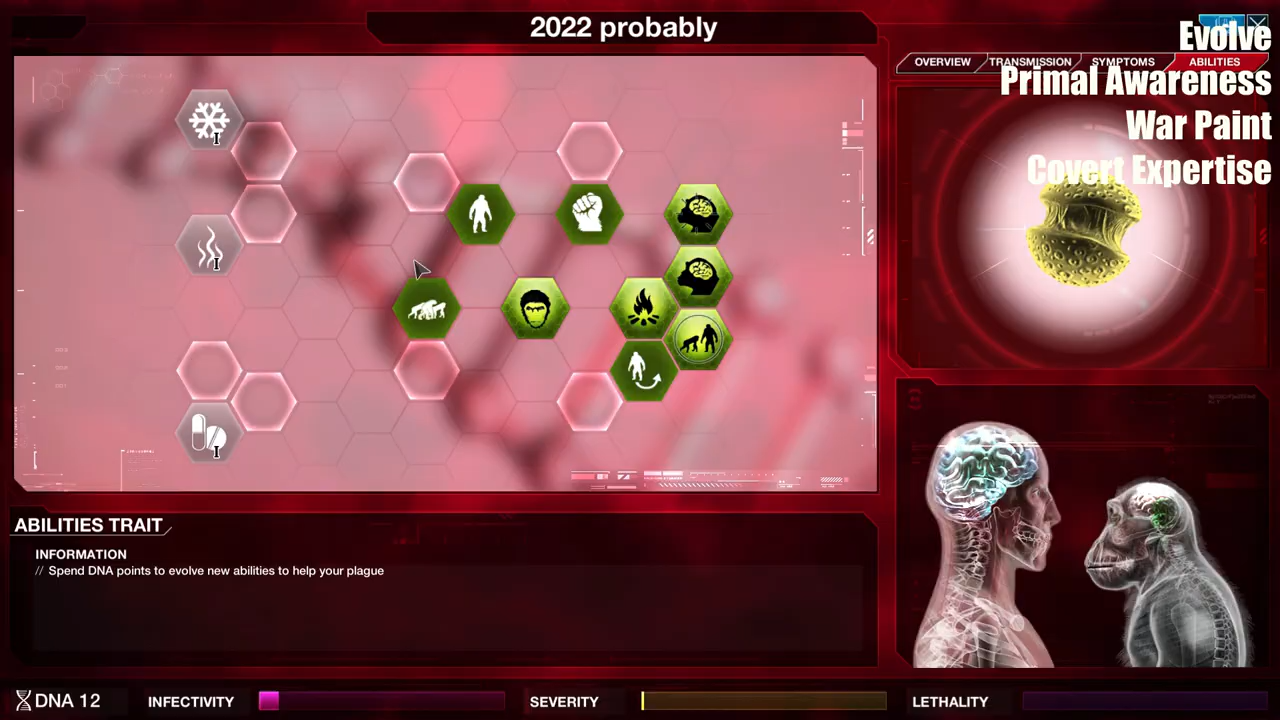 2022 probably
Evolve
Primal Awareness
War Paint
Covert Expertise
OVERVIEW
TRANSMISSION
SYMPTOMS
ABILITIES
I
I
I
ABILITIES TRAIT
INFORMATION
// Spend DNA points to evolve new abilities to help your plague
DNA 12
INFECTIVITY
SEVERITY
LETHALITY